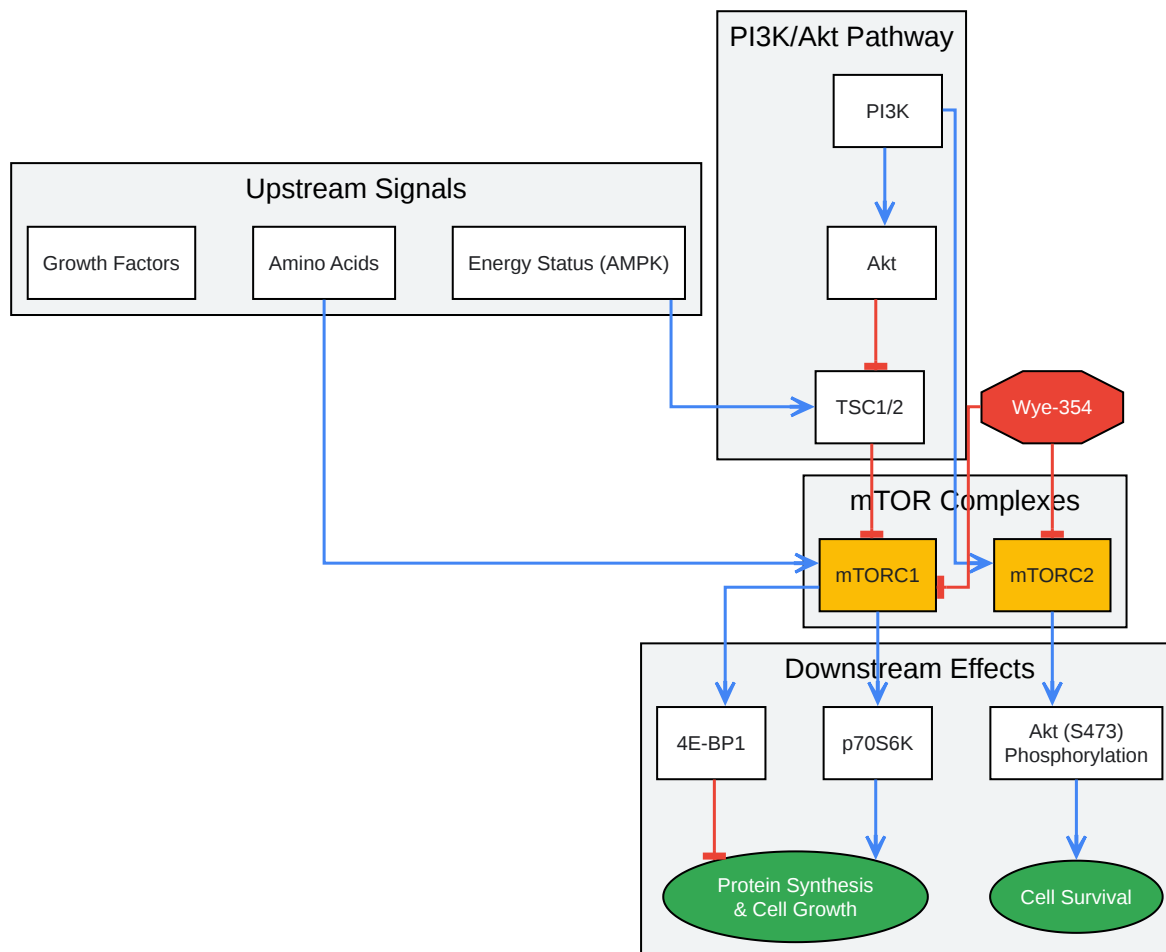 PI3K/Akt Pathway
PI3K
Upstream Signals
Growth Factors
Amino Acids
Energy Status (AMPK)
Akt
TSC1/2
Wye-354
mTOR Complexes
mTORC1
mTORC2
Downstream Effects
4E-BP1
p70S6K
Akt (S473)
Phosphorylation
Protein Synthesis
& Cell Growth
Cell Survival